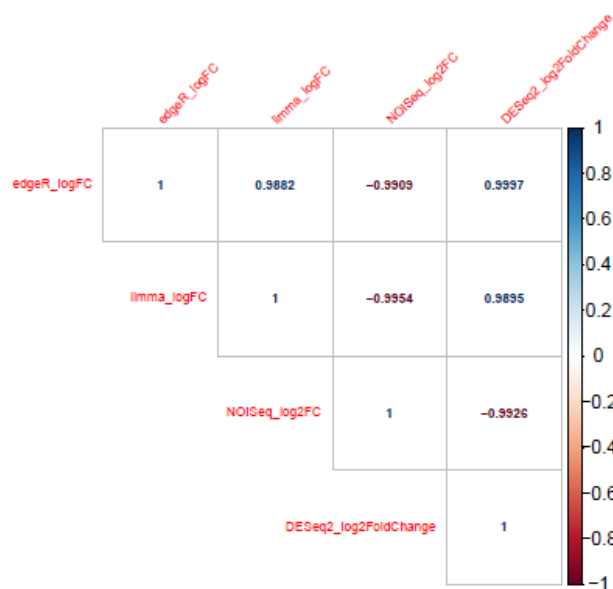 edgeR_logFC
limma_logFC
NOISeq_log2FC
DESeq2_log2FoldChange
edgeR_logFC 1 0.9882 −0.9909 0.9997
limma_logFC 1 −0.9954 0.9895
NOISeq_log2FC 1 −0.9926
DESeq2_log2FoldChange 1
1
0.8
0.6
0.4
0.2
0
−0.2
−0.4
−0.6
−0.8
−1